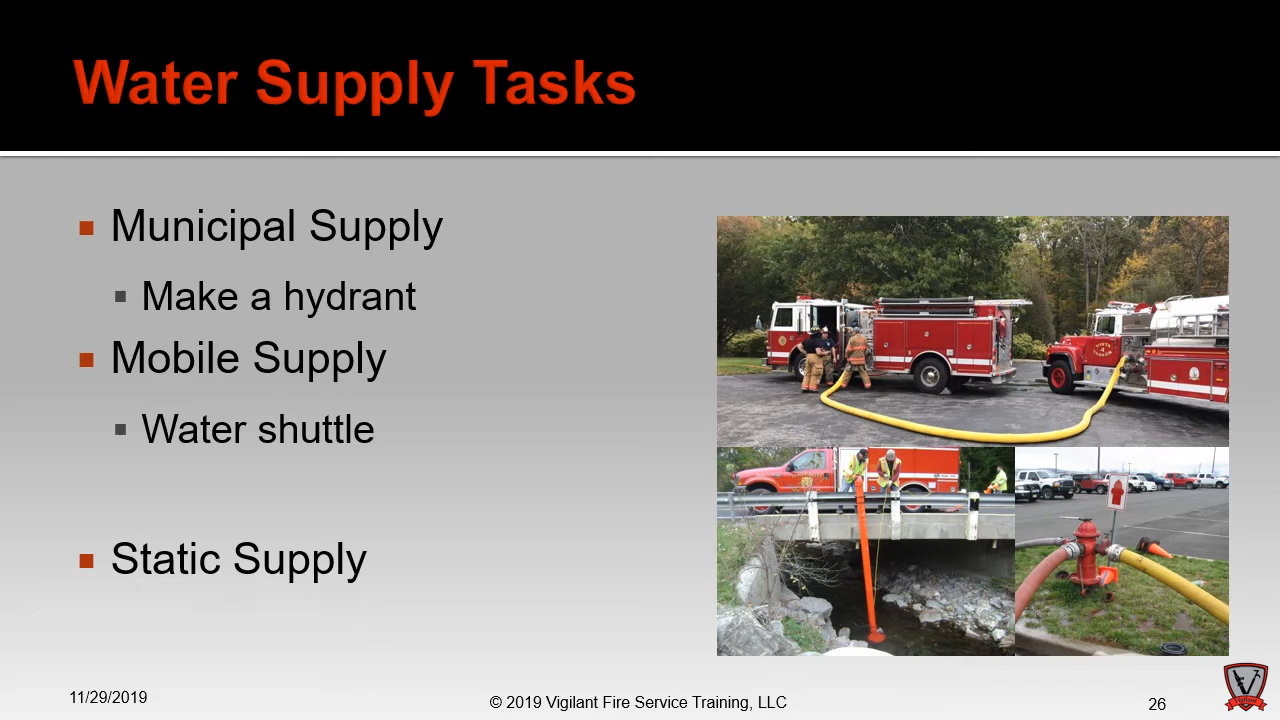 Water Supply Tasks
Municipal Supply
Make a hydrant
Mobile Supply
Water shuttle
Static Supply
11/29/2019
© 2019 Vigilant Fire Service Training, LLC
26
Vigilant